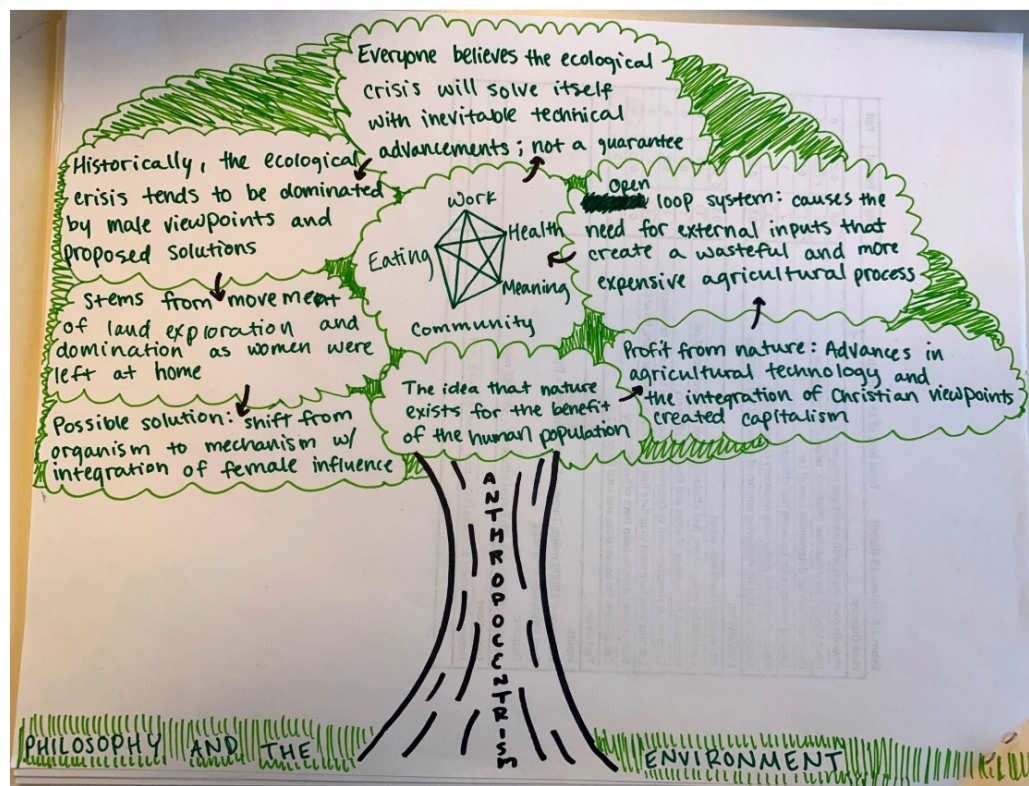 Everyone believes the ecological
crisis will solve itself
with inevitable technical
advancements; not a guarantee
Historically, the ecological
crisis tends to be dominated
by male viewpoints and
proposed solutions
Stems from movement
of land exploration and
domination as women were
left at home
Possible solution: shift from
organism to mechanism w/
integration of female influence
Work
Health
Eating
Meaning
Community
Open
loop system: causes the
need for external inputs that
create a wasteful and more
expensive agricultural process
Profit from nature: Advances in
agricultural technology and
the integration of Christian viewpoints
created capitalism
The idea that nature
exists for the benefit
of the human population
ANTHROPOCENTRISM
PHILOSOPHY AND THE ENVIRONMENT